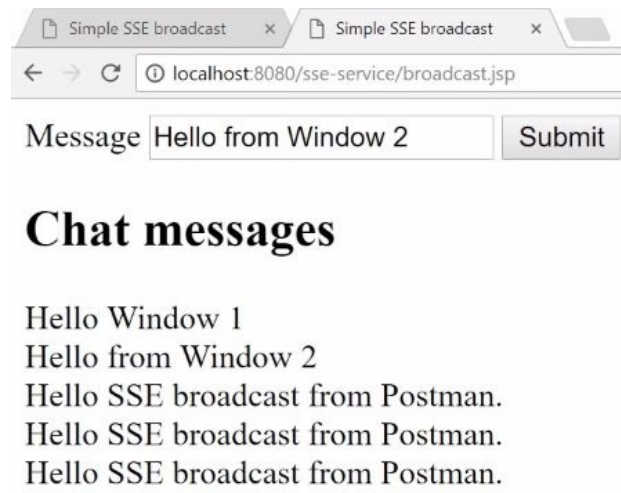 Simple SSE broadcast × Simple SSE broadcast ×
localhost:8080/sse-service/broadcast.jsp
Message Hello from Window 2 Submit
Chat messages
Hello Window 1
Hello from Window 2
Hello SSE broadcast from Postman.
Hello SSE broadcast from Postman.
Hello SSE broadcast from Postman.